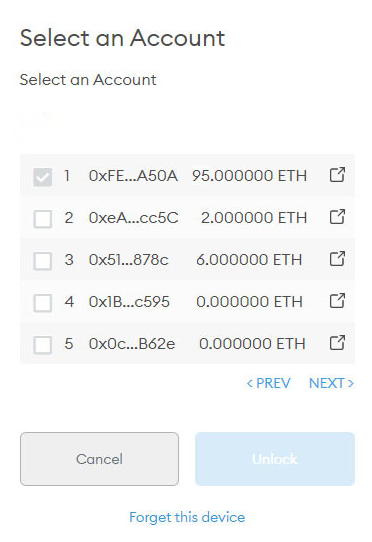 Select an Account
Select an Account
1 0xFE...A50A 95.000000 ETH
2 0xeA...cc5C 2.000000 ETH
3 0x51...878c 6.000000 ETH
4 0x1B...c595 0.000000 ETH
5 0x0c...B62e 0.000000 ETH
< PREV NEXT >
Cancel Unlock
Forget this device